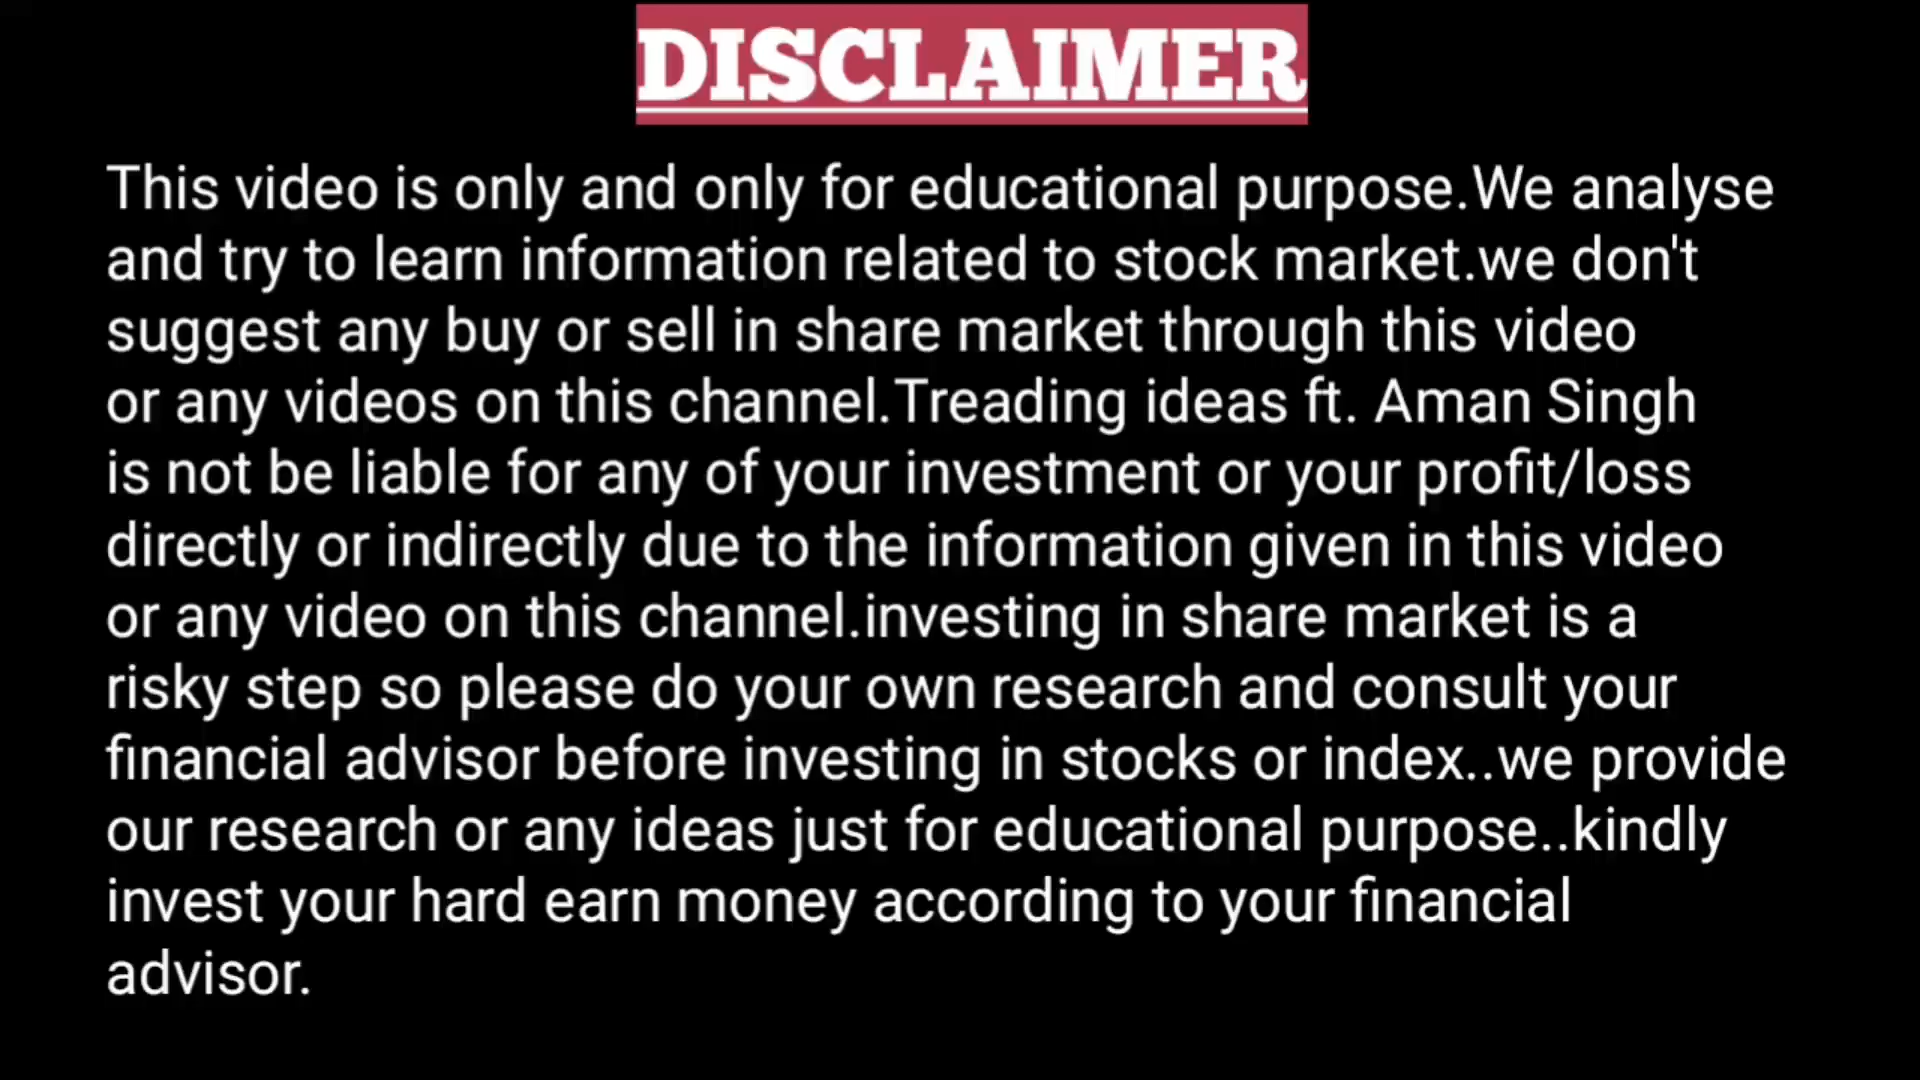 DISCLAIMER
This video is only and only for educational purpose.We analyse
and try to learn information related to stock market.we don't
suggest any buy or sell in share market through this video
or any videos on this channel.Treading ideas ft. Aman Singh
is not be liable for any of your investment or your profit/loss
directly or indirectly due to the information given in this video
or any video on this channel.investing in share market is a
risky step so please do your own research and consult your
financial advisor before investing in stocks or index..we provide
our research or any ideas just for educational purpose..kindly
invest your hard earn money according to your financial
advisor.